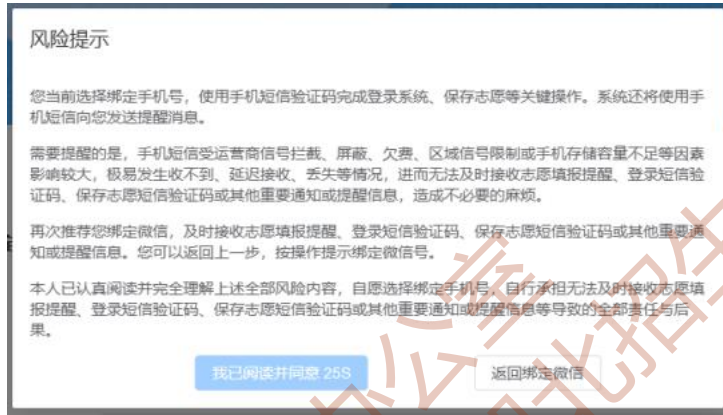 风险提示
您当前选择绑定手机号，使用手机短信验证码完成登录系统、保存志愿等关键操作。系统还将使用手
机短信向您发送提醒消息。
需要提醒的是，手机短信受运营商信号拦截、屏蔽、欠费、区域信号限制或手机存储容量不足等因素
影响较大，极易发生收不到、延迟接收、丢失等情况，进而无法及时接收志愿填报提醒、登录短信验
证码、保存志愿短信验证码或其他重要通知或提醒信息，造成不必要的麻烦。
再次推荐您绑定微信，及时接收志愿填报提醒、登录短信验证码、保存志愿短信验证码或其他重要通
知或提醒信息。您可以返回上一步，按操作提示绑定微信号。
本人已认真阅读并完全理解上述全部风险内容，自愿选择绑定手机号，自行承担无法及时接收志愿填
报提醒、登录短信验证码、保存志愿短信验证码或其他重要通知或提醒信息等导致的全部责任与后
果。
我已阅读并同意 25S
返回绑定微信
办公室
北招生